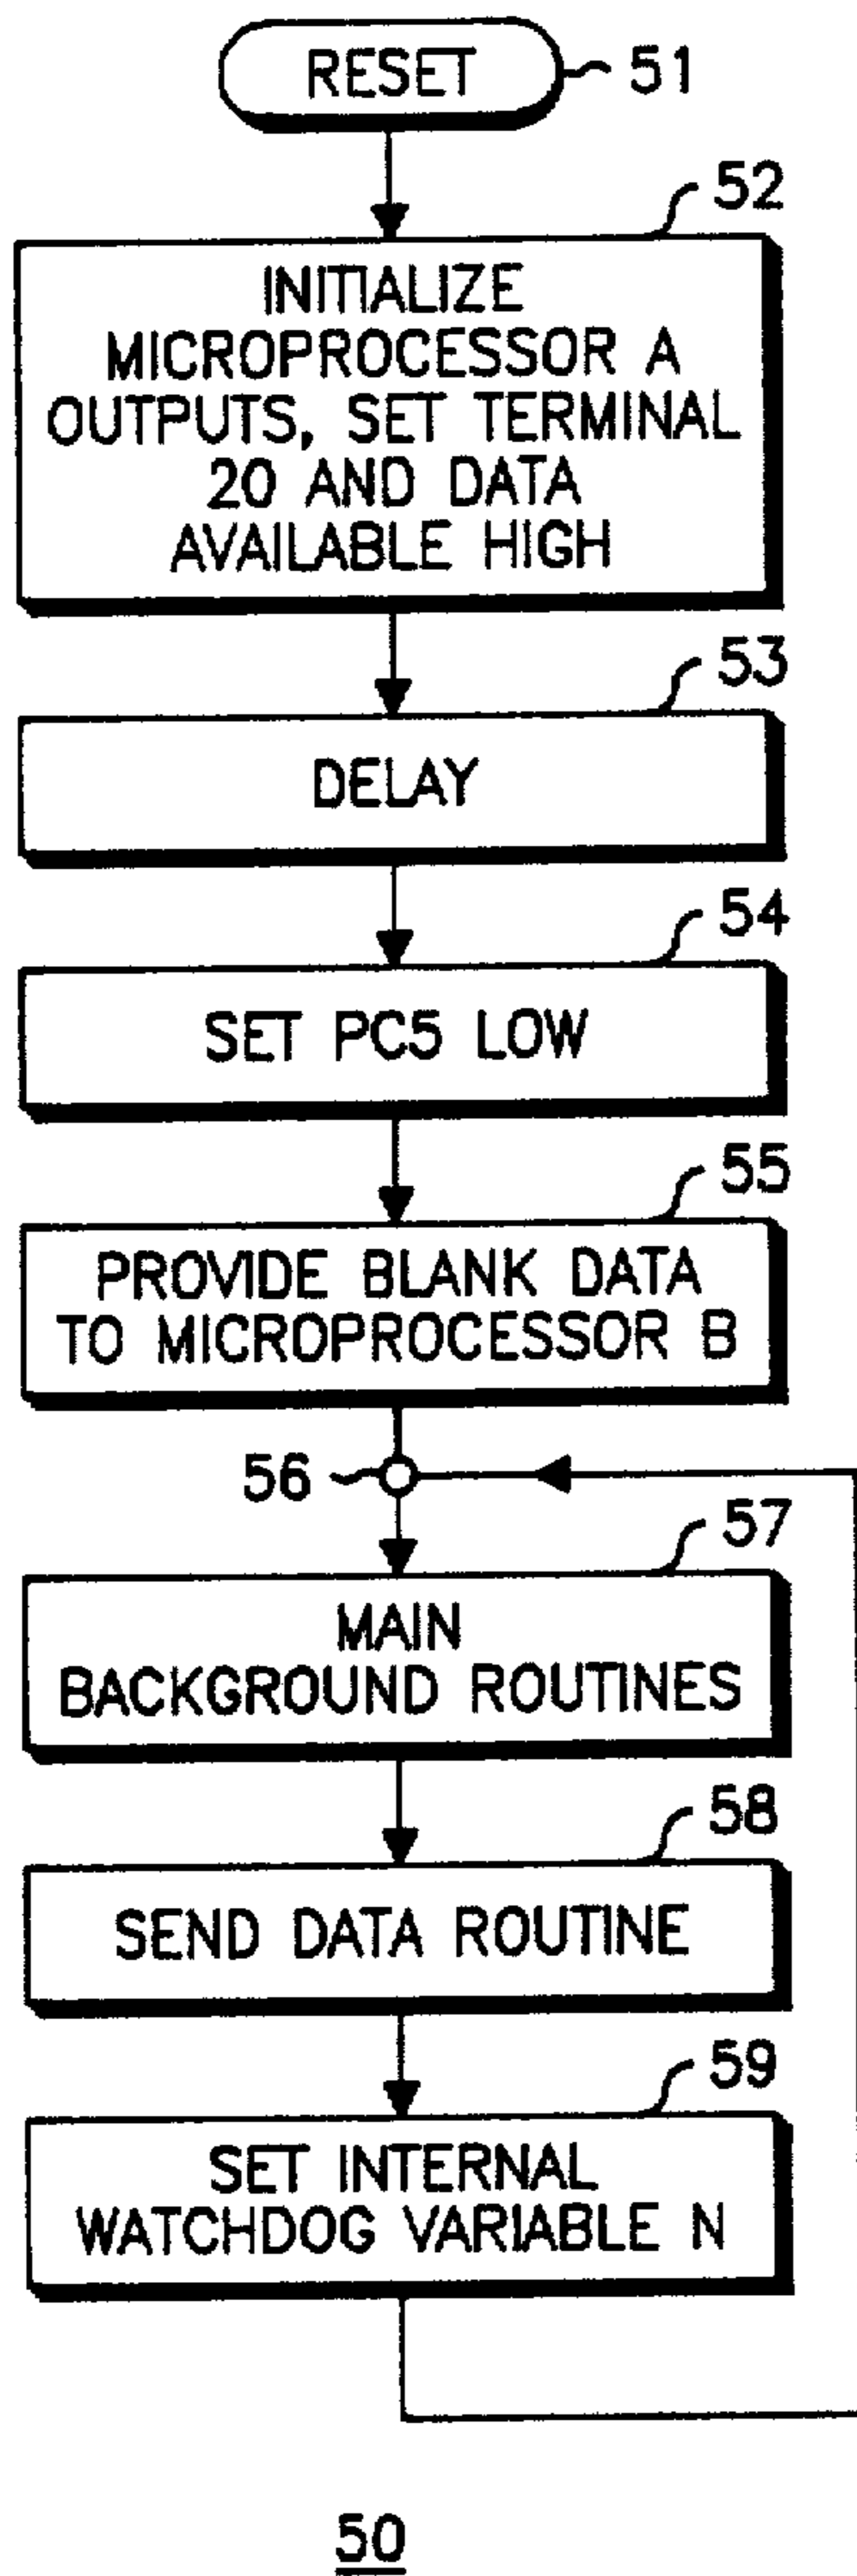 RESET 51
52
INITIALIZE
MICROPROCESSOR A
OUTPUTS, SET TERMINAL
20 AND DATA
AVAILABLE HIGH
53
DELAY
54
SET PC5 LOW
55
PROVIDE BLANK DATA
TO MICROPROCESSOR B
56
57
MAIN
BACKGROUND ROUTINES
58
SEND DATA ROUTINE
59
SET INTERNAL
WATCHDOG VARIABLE N
50